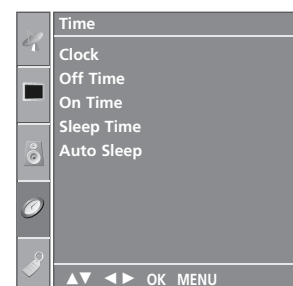 Time
Clock
Off Time
On Time
Sleep Time
Auto Sleep
▲▼ ◄► OK MENU